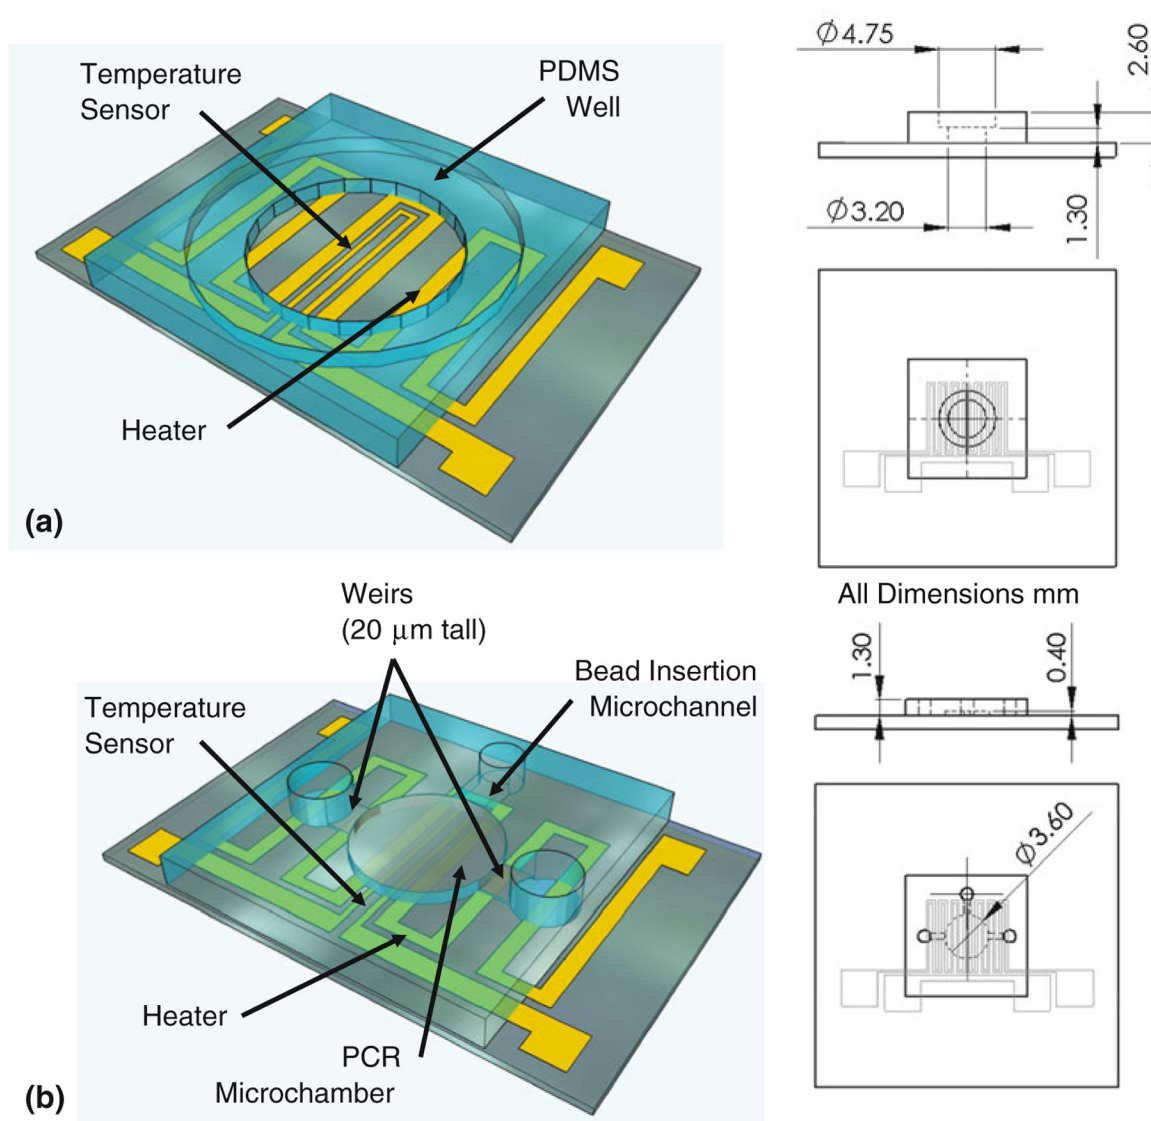 Temperature
Sensor
PDMS
Well
Heater
(a)
Ø4.75
2.60
Ø3.20
1.30
Weirs
(20 μm tall)
All Dimensions mm
Bead Insertion
Microchannel
Temperature
Sensor
Heater
PCR
Microchamber
(b)
1.30
0.40
Ø3.60